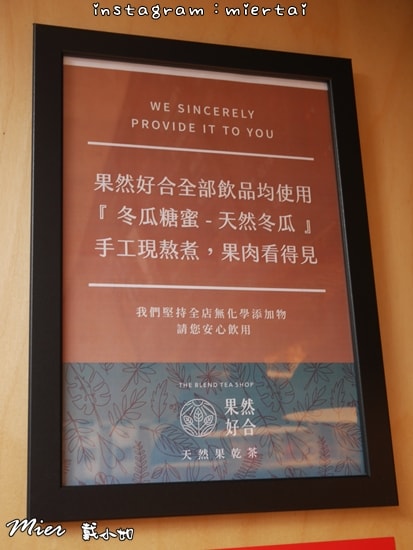 instagram：miertai
WE SINCERELY
PROVIDE IT TO YOU
果然好合全部飲品均使用
『 冬瓜糖蜜 - 天然冬瓜 』
手工現熬煮，果肉看得見
我們堅持全店無化學添加物
請您安心飲用
THE BLEND TEA SHOP
果然
好合
天然果乾茶
Mier 戴小如